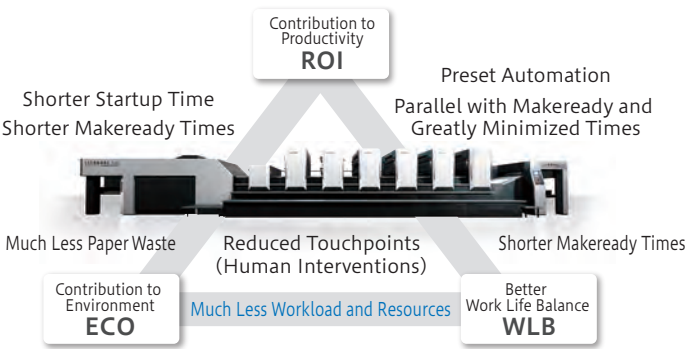 Contribution to
Productivity
ROI
Preset Automation
Shorter Startup Time
Parallel with Makeready and
Shorter Makeready Times
Greatly Minimized Times
Much Less Paper Waste
Reduced Touchpoints
(Human Interventions)
Shorter Makeready Times
Contribution to
Environment
ECO
Much Less Workload and Resources
Better
Work Life Balance
WLB